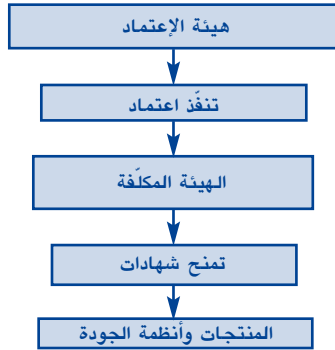 هيئة الإعتماد
تنفّذ اعتماد
الهيئة المكلّفة
تمنح شهادات
المنتجات وأنظمة الجودة